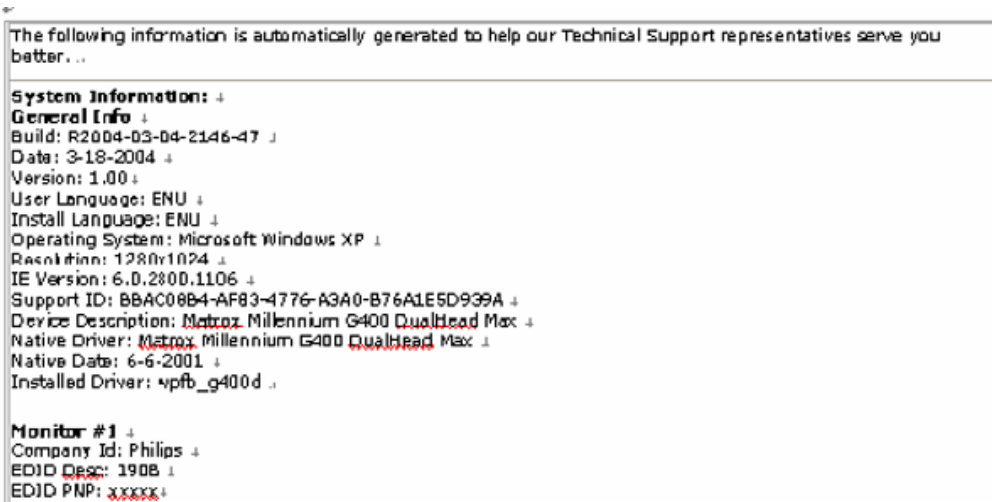 The following information is automatically generated to help our Technical Support representatives serve you
better...
System Information:
General Info
Build: R2004-03-04-2146-47
Date: 3-18-2004
Version: 1.00
User Language: ENU
Install Language: ENU
Operating System: Microsoft Windows XP
Resolution: 1280x1024
IE Version: 6.0.2800.1106
Support ID: BBAC08B4-AF83-4776-A3A0-B76A1E5D939A
Device Description: Matrox Millennium G400 DualHead Max
Native Driver: Matrox Millennium G400 DualHead Max
Native Date: 6-6-2001
Installed Driver: vpfb_g400d
Monitor #1
Company Id: Philips
EDID Desc: 190B
EDID PNP: xxxxx